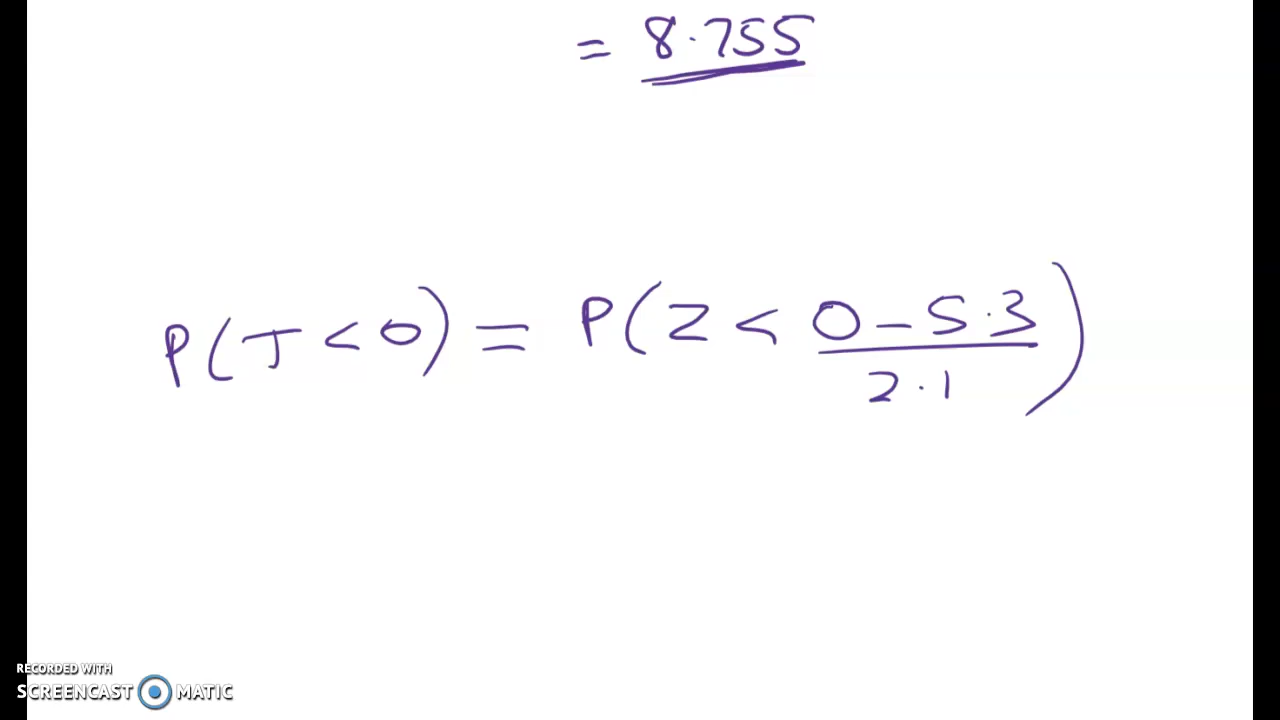 = 8.755
P(T<0) = P(Z < 0-5.3
2.1)
RECORDED WITH
SCREENCAST MATIC